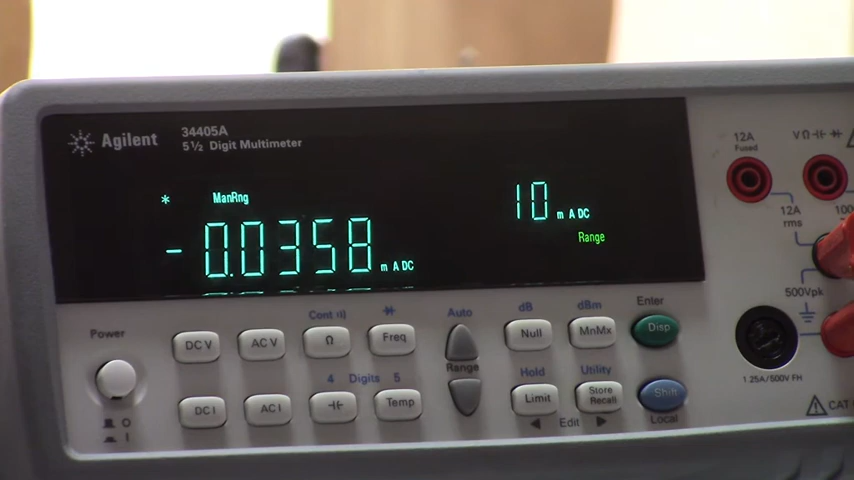 Agilent
34405A
5½ Digit Multimeter
* ManRng
-0.0358 mADC
10 mADC
Range
12A
Fused
VΩ
12A
rms
500Vpk
1.25A/500V FH
CAT
Power
O
I
DC V
AC V
Cont
Ω
Freq
Auto
Range
dB
Null
dBm
MnMx
Enter
Disp
DC I
AC I
4 Digits 5
Temp
Hold
Limit
Utility
Store
Recall
Edit
Shift
Local